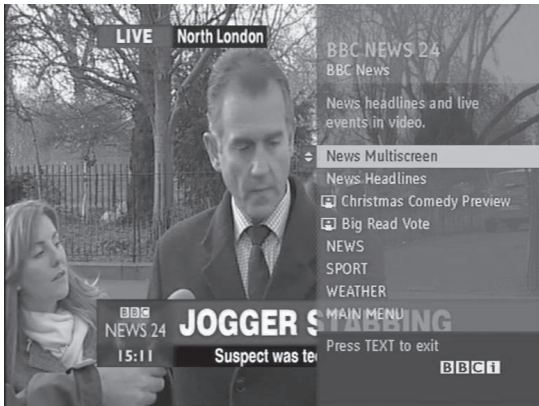 LIVE North London
BBC NEWS 24
BBC News
News headlines and live
events in video.
News Multiscreen
News Headlines
Christmas Comedy Preview
Big Read Vote
NEWS
SPORT
WEATHER
MAIN MENU
Press TEXT to exit
BBCi
BBC
NEWS 24
15:11
JOGGER STABBING
Suspect was